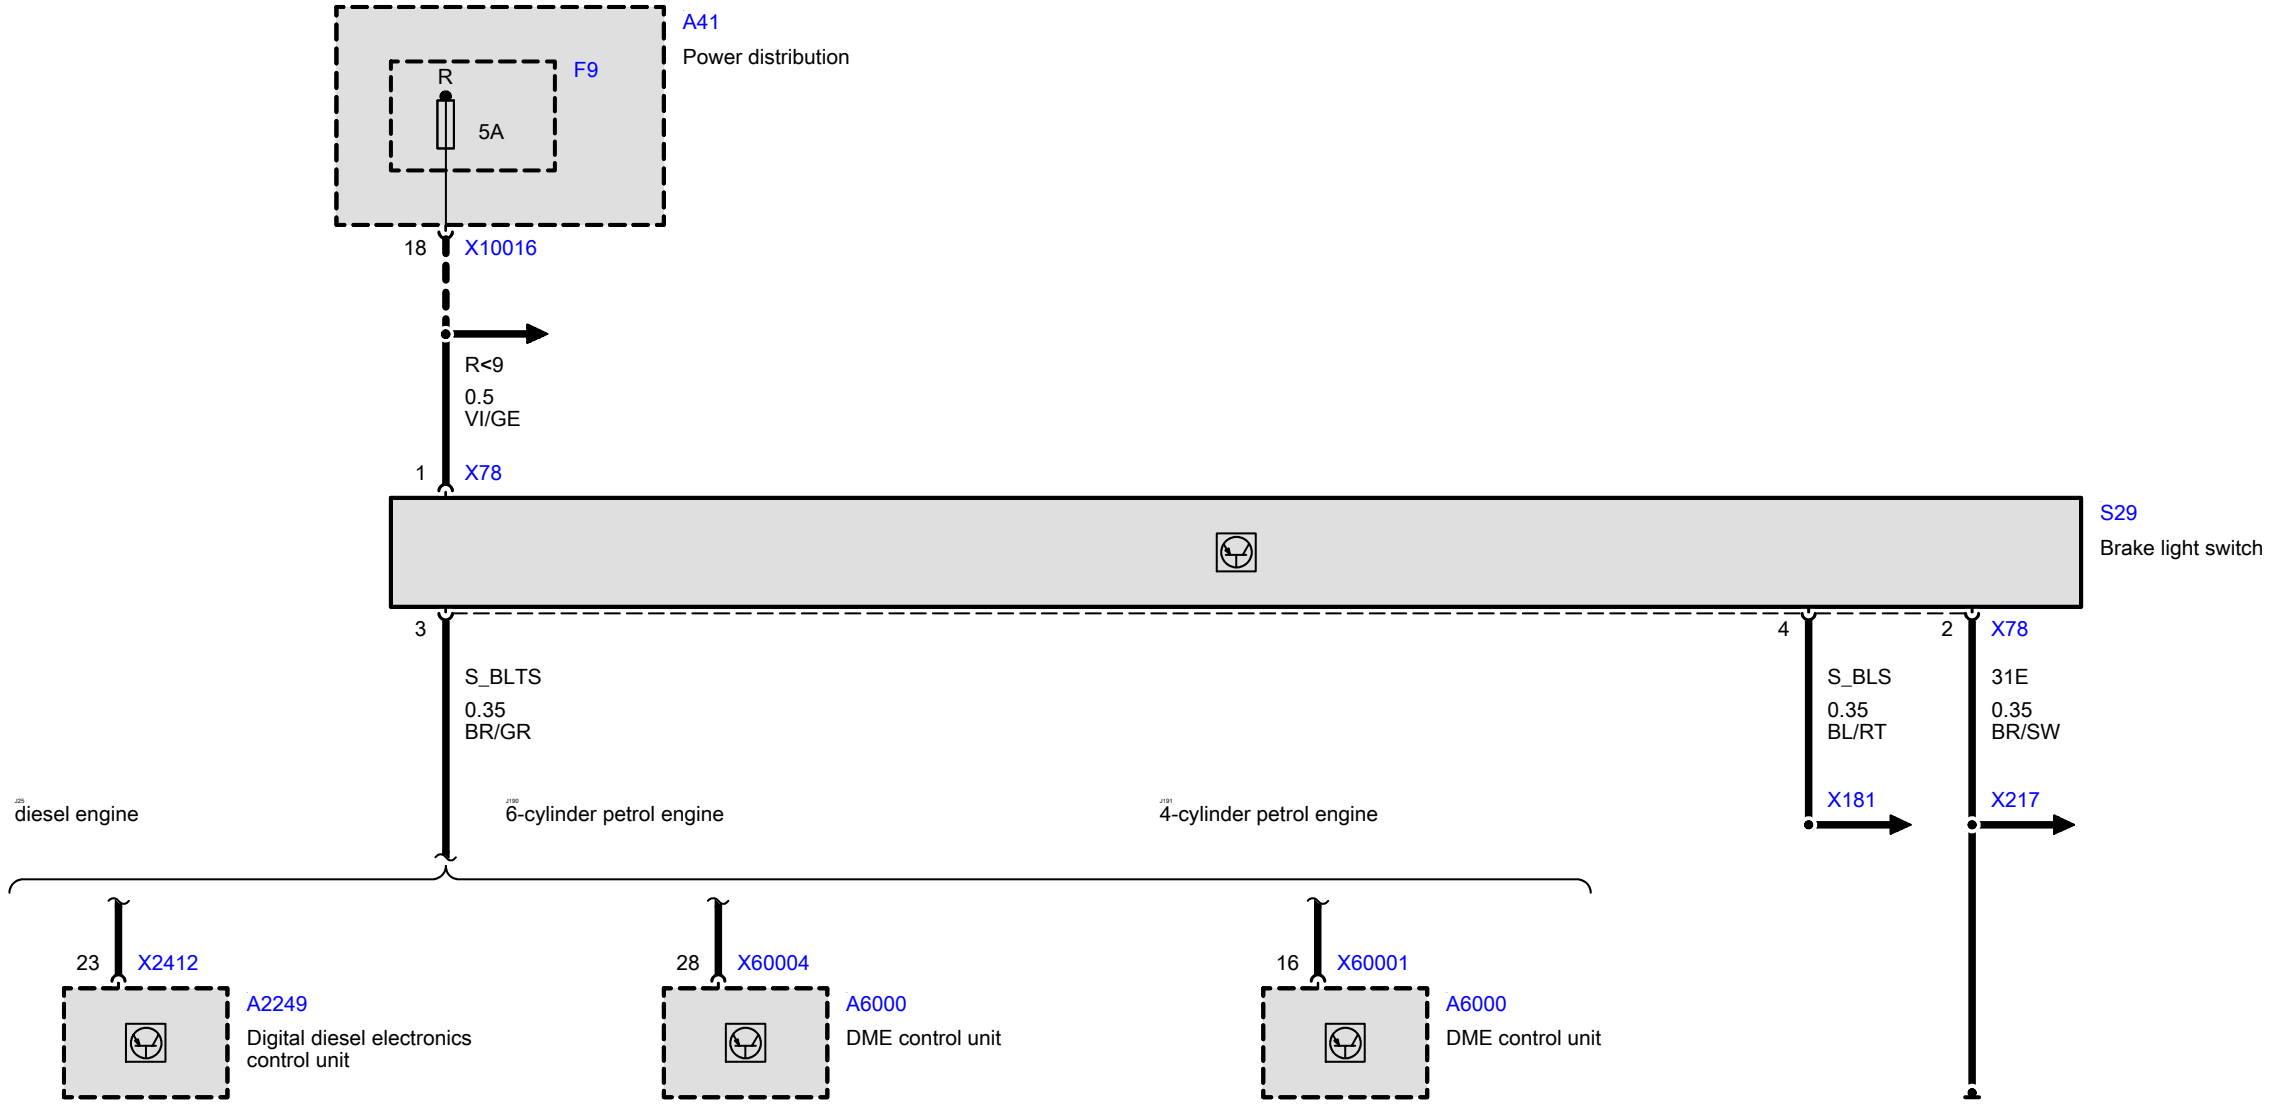 A41
Power distribution
F9
R
5A
18
X10016
R<9
0.5
VI/GE
1
X78
S29
Brake light switch
3
4
2
X78
S_BLTS
0.35
BR/GR
S_BLS
0.35
BL/RT
31E
0.35
BR/SW
X181
X217
J25
diesel engine
J190
6-cylinder petrol engine
J191
4-cylinder petrol engine
23
X2412
28
X60004
16
X60001
A2249
Digital diesel electronics
control unit
A6000
DME control unit
A6000
DME control unit